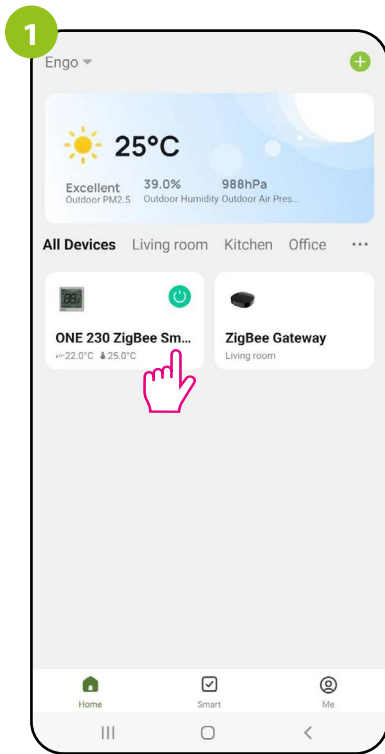 1
Engo
25°C
Excellent 39.0% 988hPa
Outdoor PM2.5 Outdoor Humidity Outdoor Air Pres...
All Devices Living room Kitchen Office ...
ONE 230 ZigBee Sm... ZigBee Gateway
22.0°C 25.0°C Living room
Home Smart Me